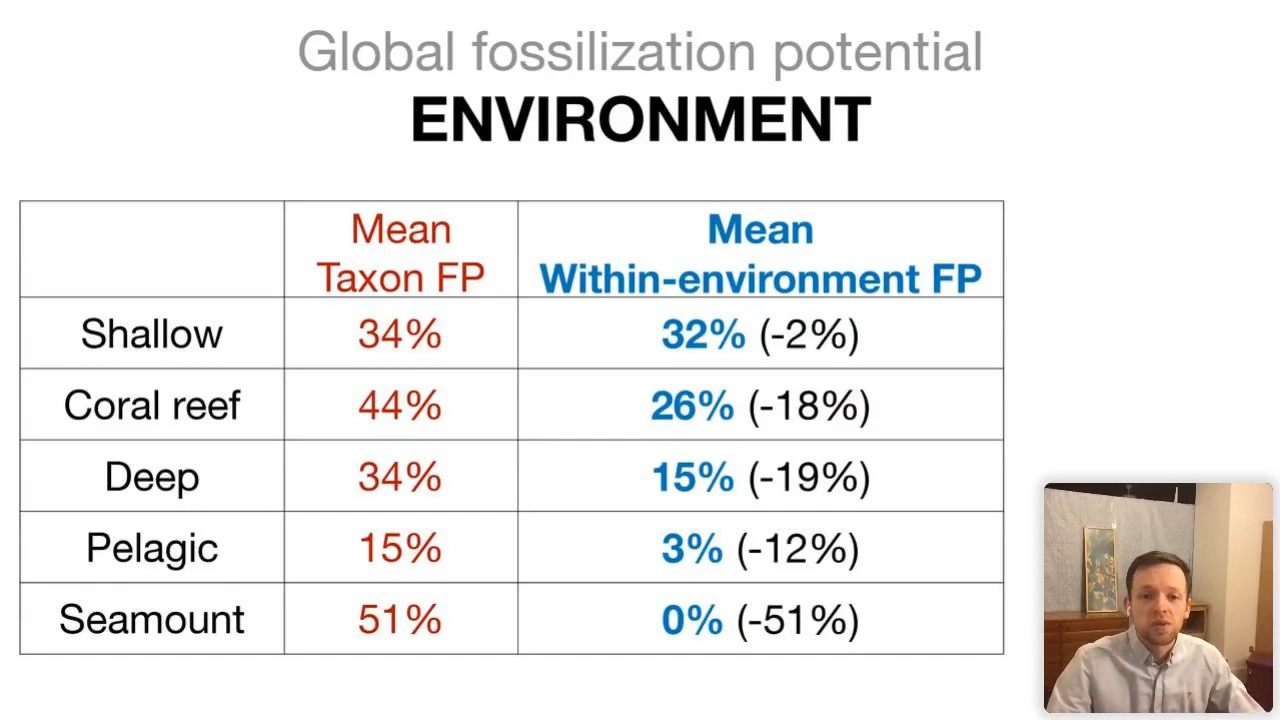 Global fossilization potential
ENVIRONMENT
Mean
Taxon FP
Mean
Within-environment FP
Shallow 34% 32% (-2%)
Coral reef 44% 26% (-18%)
Deep 34% 15% (-19%)
Pelagic 15% 3% (-12%)
Seamount 51% 0% (-51%)